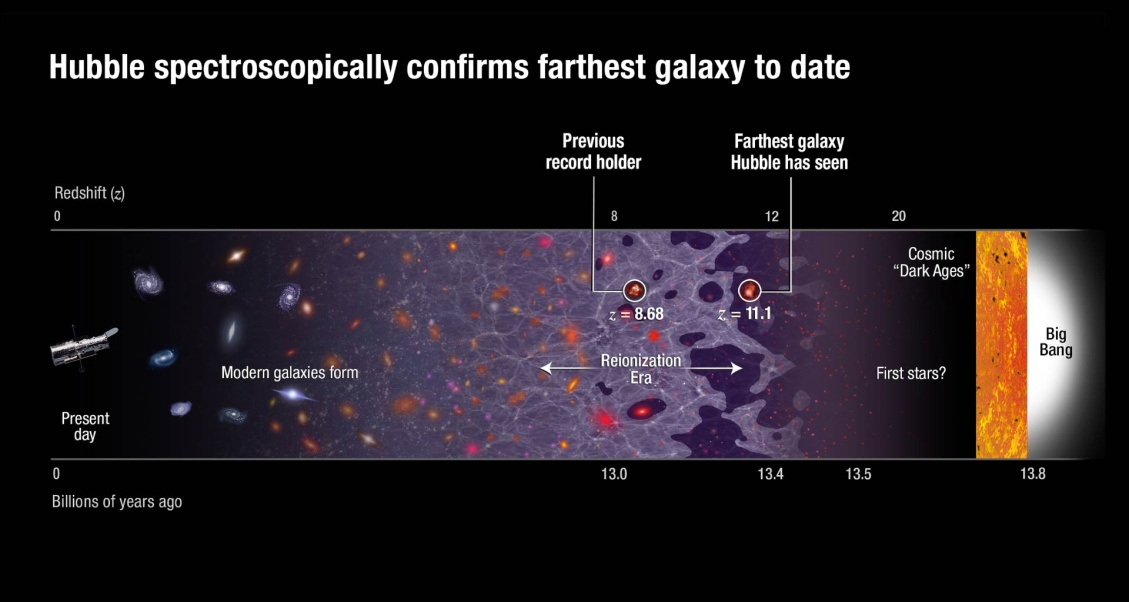 Hubble spectroscopically confirms farthest galaxy to date
Previous
record holder
Farthest galaxy
Hubble has seen
Redshift (z)
0
8
12
20
Cosmic
“Dark Ages”
z = 8.68
z = 11.1
Big
Bang
Reionization
Era
Modern galaxies form
First stars?
Present
day
0
13.0
13.4
13.5
13.8
Billions of years ago